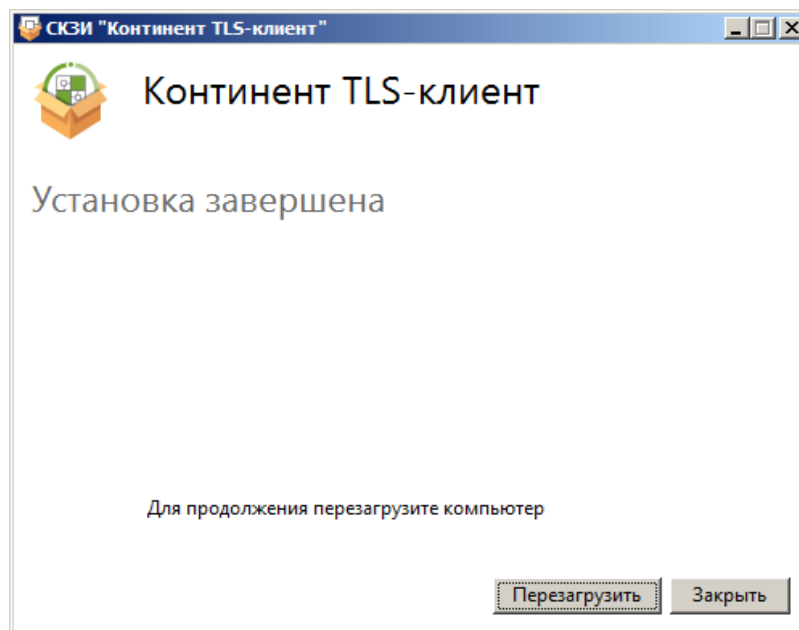 СКЗИ "Континент TLS-клиент"
Континент TLS-клиент
Установка завершена
Для продолжения перезагрузите компьютер
Перезагрузить
Закрыть